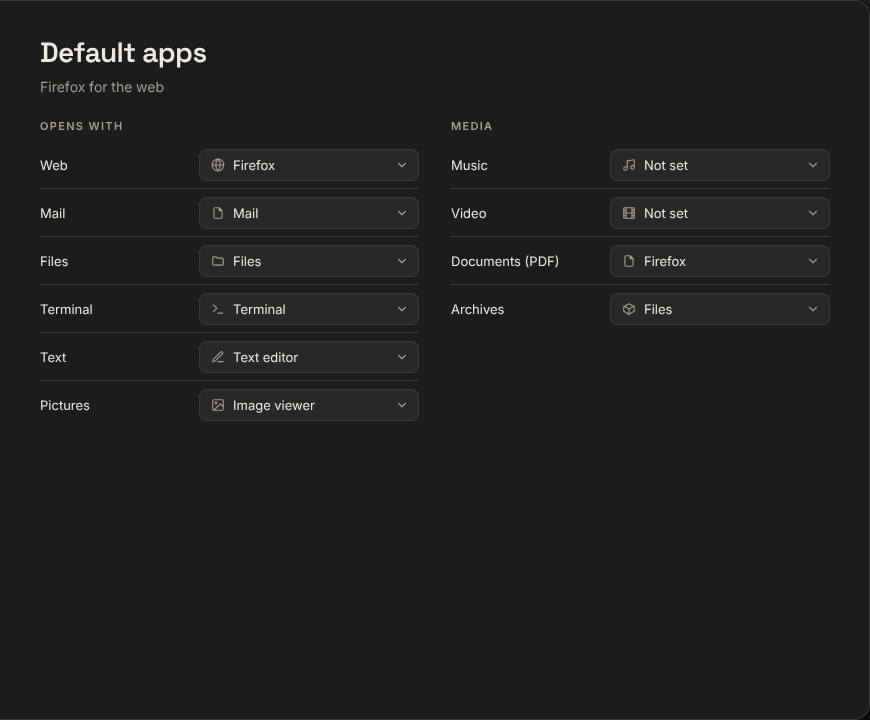 Default apps
Firefox for the web
OPENS WITH
Web Firefox
Mail Mail
Files Files
Terminal Terminal
Text Text editor
Pictures Image viewer
MEDIA
Music Not set
Video Not set
Documents (PDF) Firefox
Archives Files